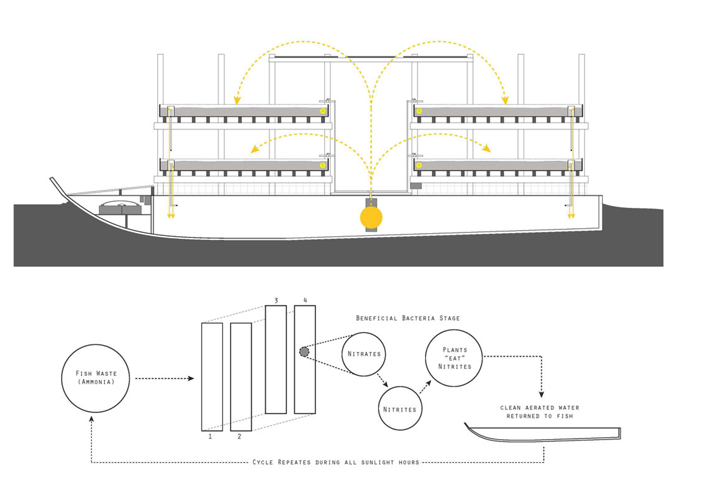 3
4
BENEFICIAL BACTERIA STAGE
FISH WASTE
(AMMONIA)
NITRATES
PLANTS
"EAT"
NITRITES
NITRITES
1
2
CLEAN AERATED WATER
RETURNED TO FISH
CYCLE REPEATS DURING ALL SUNLIGHT HOURS